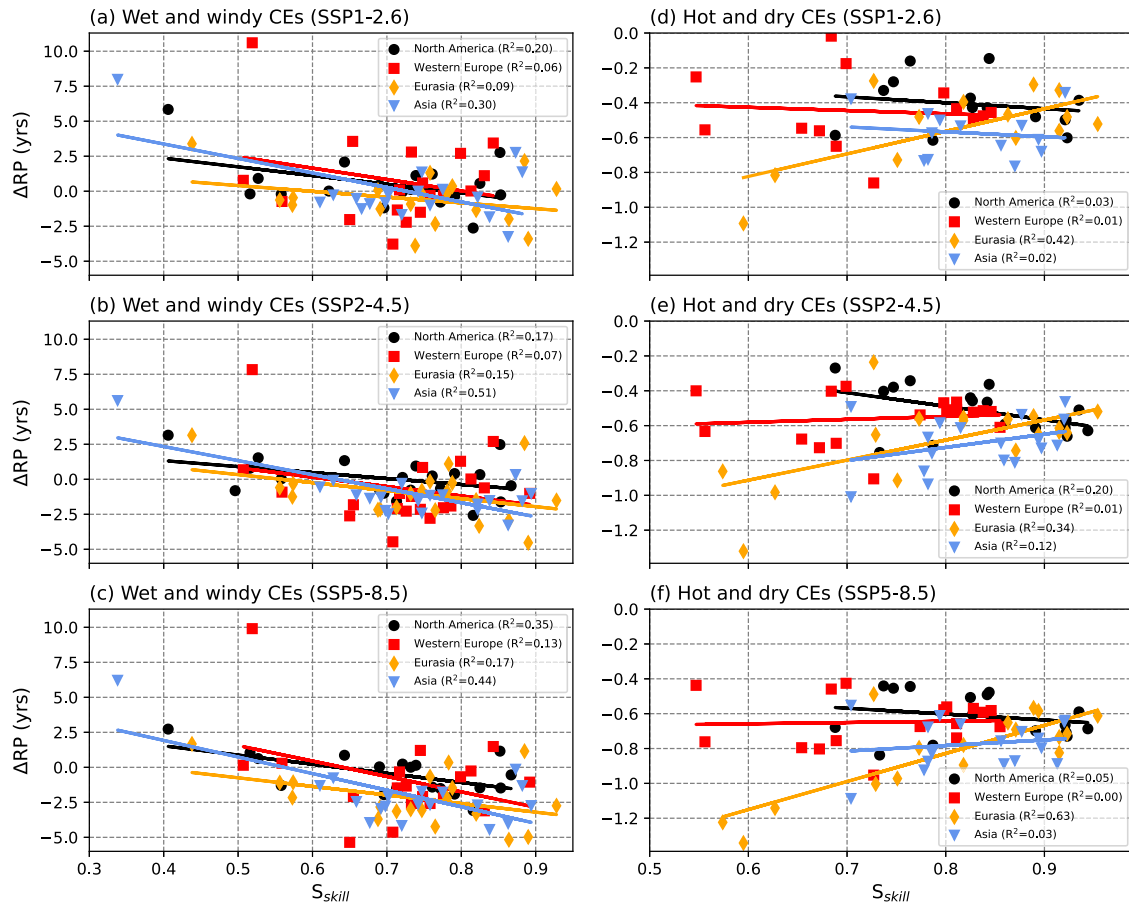 (a) Wet and windy CEs (SSP1-2.6)
10.0
7.5
5.0
2.5
0.0
−2.5
−5.0
ΔRP (yrs)
North America (R²=0.20)
Western Europe (R²=0.06)
Eurasia (R²=0.09)
Asia (R²=0.30)
(d) Hot and dry CEs (SSP1-2.6)
0.0
−0.2
−0.4
−0.6
−0.8
−1.0
−1.2
North America (R²=0.03)
Western Europe (R²=0.01)
Eurasia (R²=0.42)
Asia (R²=0.02)
(b) Wet and windy CEs (SSP2-4.5)
10.0
7.5
5.0
2.5
0.0
−2.5
−5.0
ΔRP (yrs)
North America (R²=0.17)
Western Europe (R²=0.07)
Eurasia (R²=0.15)
Asia (R²=0.51)
(e) Hot and dry CEs (SSP2-4.5)
−0.0
−0.2
−0.4
−0.6
−0.8
−1.0
−1.2
North America (R²=0.20)
Western Europe (R²=0.01)
Eurasia (R²=0.34)
Asia (R²=0.12)
(c) Wet and windy CEs (SSP5-8.5)
10.0
7.5
5.0
2.5
0.0
−2.5
−5.0
ΔRP (yrs)
North America (R²=0.35)
Western Europe (R²=0.13)
Eurasia (R²=0.17)
Asia (R²=0.44)
0.3 0.4 0.5 0.6 0.7 0.8 0.9
S_skill
(f) Hot and dry CEs (SSP5-8.5)
−0.0
−0.2
−0.4
−0.6
−0.8
−1.0
−1.2
North America (R²=0.05)
Western Europe (R²=0.00)
Eurasia (R²=0.63)
Asia (R²=0.03)
0.5 0.6 0.7 0.8 0.9
S_skill